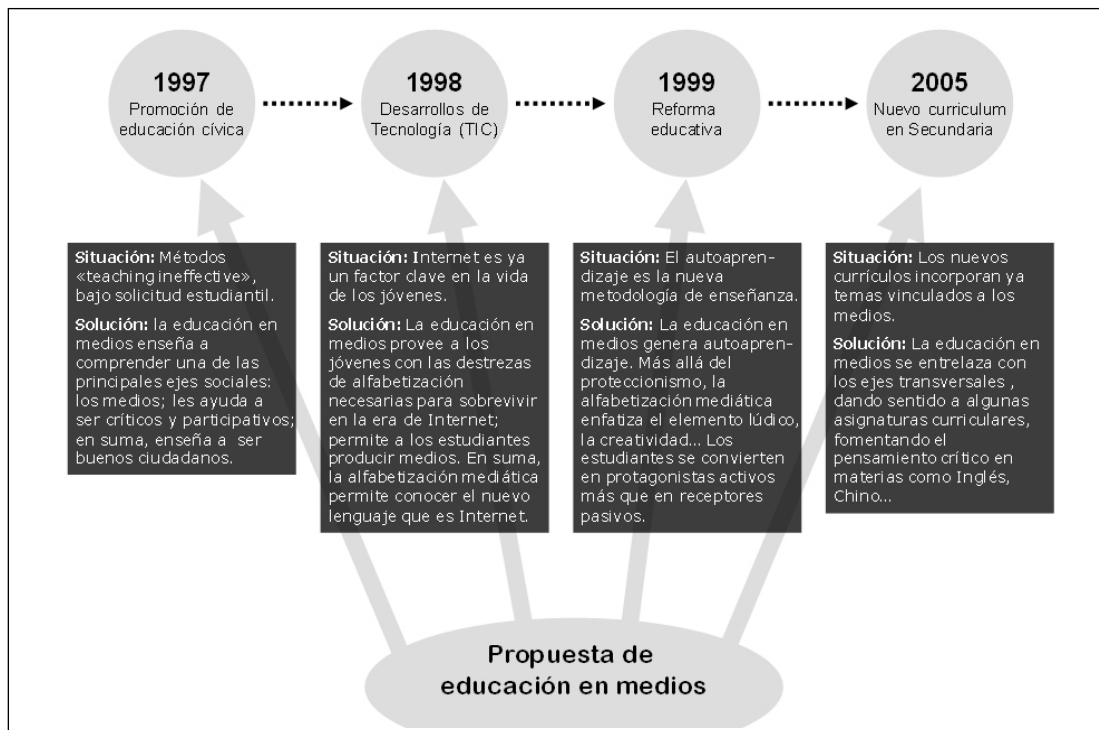 1997
Promoción de
educación cívica
1998
Desarrollos de
Tecnología (TIC)
1999
Reforma
educativa
2005
Nuevo curriculum
en Secundaria
Situación: Métodos
«teaching ineffective»,
bajo solicitud estudiantil.
Solución: la educación en
medios enseña a
comprender una de las
principales ejes sociales:
los medios; les ayuda a
ser críticos y participativos;
en suma, enseña a ser
buenos ciudadanos.
Situación: Internet es ya
un factor clave en la vida
de los jóvenes.
Solución: La educación en
medios provee a los
jóvenes con las destrezas
de alfabetización
necesarias para sobrevivir
en la era de Internet;
permite a los estudiantes
producir medios. En suma,
la alfabetización mediática
permite conocer el nuevo
lenguaje que es Internet.
Situación: El autoapren-
dizaje es la nueva
metodología de enseñanza.
Solución: La educación en
medios genera autoapren-
dizaje. Más allá del
proteccionismo, la
alfabetización mediática
enfatiza el elemento lúdico,
la creatividad... Los
estudiantes se convierten
en protagonistas activos
más que en receptores
pasivos.
Situación: Los nuevos
currículos incorporan ya
temas vinculados a los
medios.
Solución: La educación en
medios se entrelaza con
los ejes transversales ,
dando sentido a algunas
asignaturas curriculares,
fomentando el
pensamiento crítico en
materias como Inglés,
Chino...
Propuesta de
educación en medios